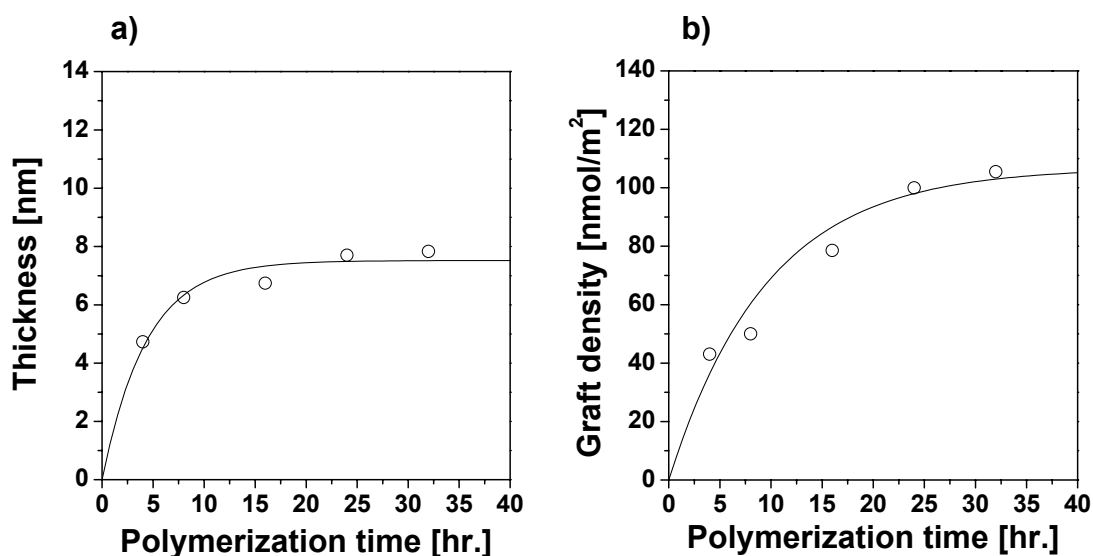 a)
14
12
10
8
6
4
2
0
0 5 10 15 20 25 30 35 40
Thickness [nm]
Polymerization time [hr.]
b)
140
120
100
80
60
40
20
0
0 5 10 15 20 25 30 35 40
Graft density [nmol/m²]
Polymerization time [hr.]